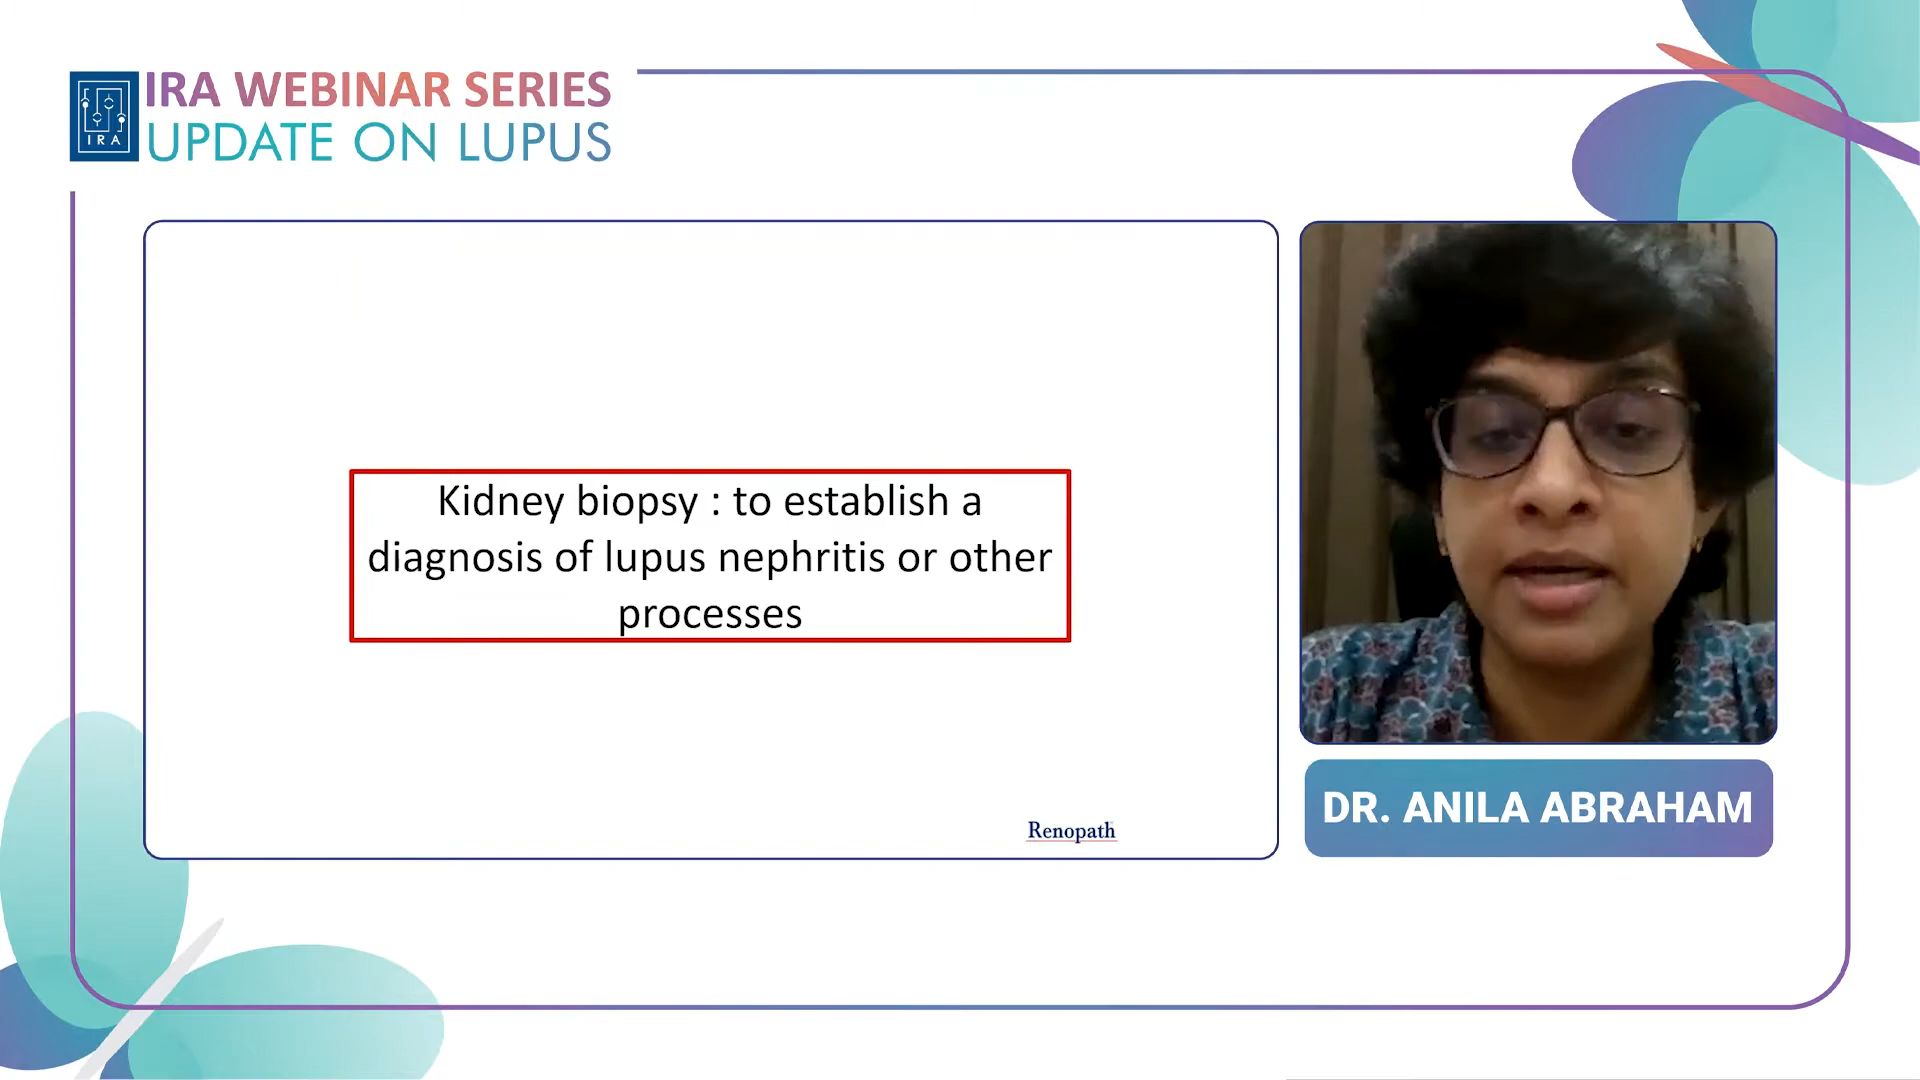 IRA WEBINAR SERIES
UPDATE ON LUPUS
IRA
Kidney biopsy : to establish a
diagnosis of lupus nephritis or other
processes
Renopath
DR. ANILA ABRAHAM